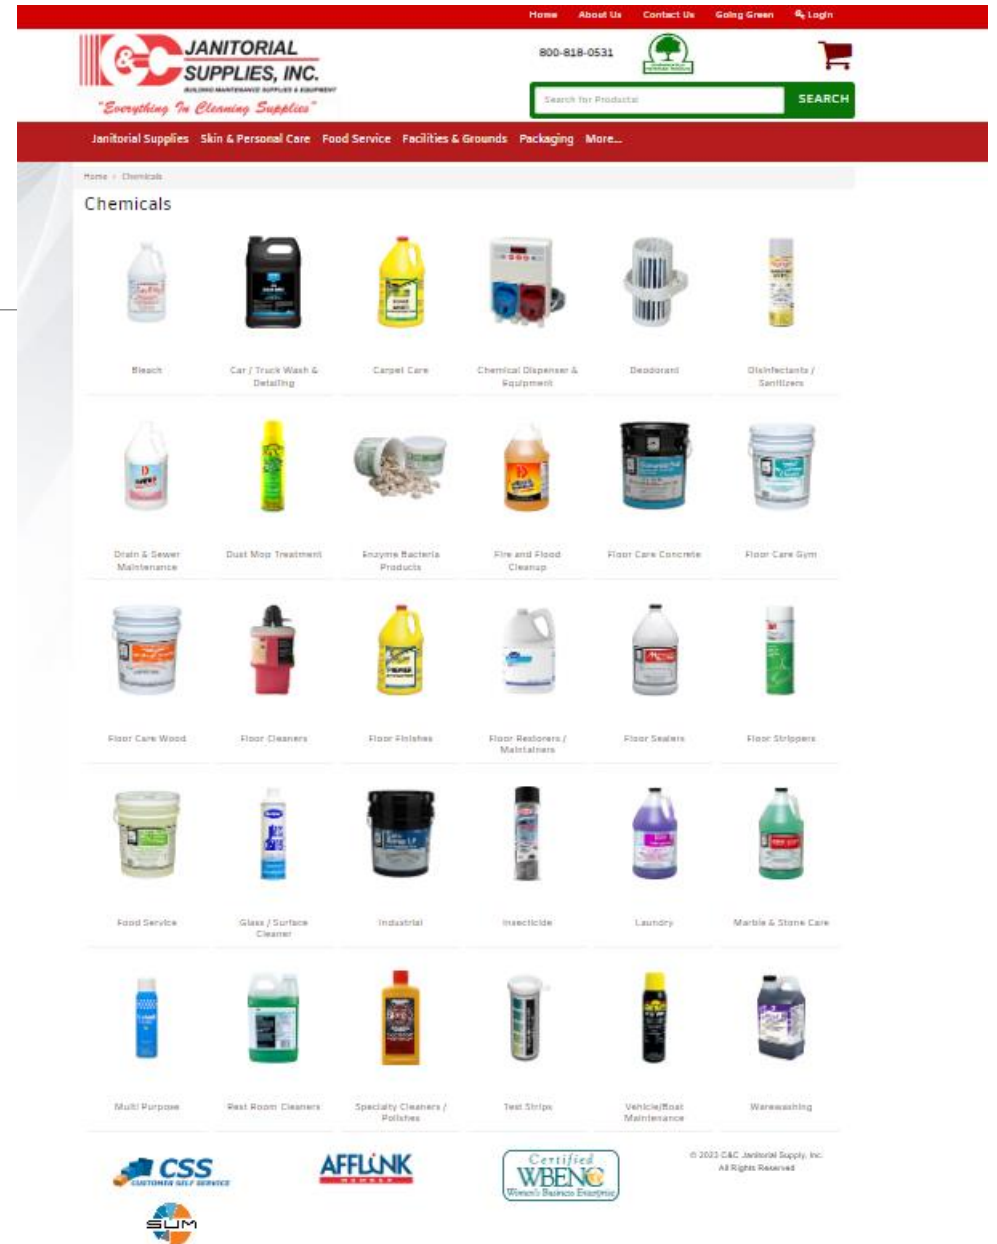 Home About Us Contact Us Going Green Login
C&C JANITORIAL
SUPPLIES, INC.
BUILDING MAINTENANCE SUPPLIES & EQUIPMENT
"Everything In Cleaning Supplies"
800-818-0531
Search for Products!
SEARCH
Janitorial Supplies Skin & Personal Care Food Service Facilities & Grounds Packaging More...
Home Chemicals
Chemicals
Bleach
Car / Truck Wash &
Detailing
Carpet Care
Chemical Dispenser &
Equipment
Deodorant
Disinfectants /
Sanitizers
Drain & Sewer
Maintenance
Dust Mop Treatment
Enzyme Bacteria
Products
Fire and Flood
Cleanup
Floor Care Concrete
Floor Care Gym
Floor Care Wood
Floor Cleaners
Floor Finishes
Floor Restorers /
Maintainers
Floor Sealers
Floor Strippers
Food Service
Glass / Surface
Cleaner
Industrial
Insecticide
Laundry
Marble & Stone Care
Multi Purpose
Rest Room Cleaners
Specialty Cleaners /
Polishes
Test Strips
Vehicle/Boat
Maintenance
Warewashing
CSS
CUSTOMER SELF SERVICE
AFFLINK
MEMBER
Certified
WBENC
Women's Business Enterprise
© 2023 C&C Janitorial Supply, Inc.
All Rights Reserved
SUM